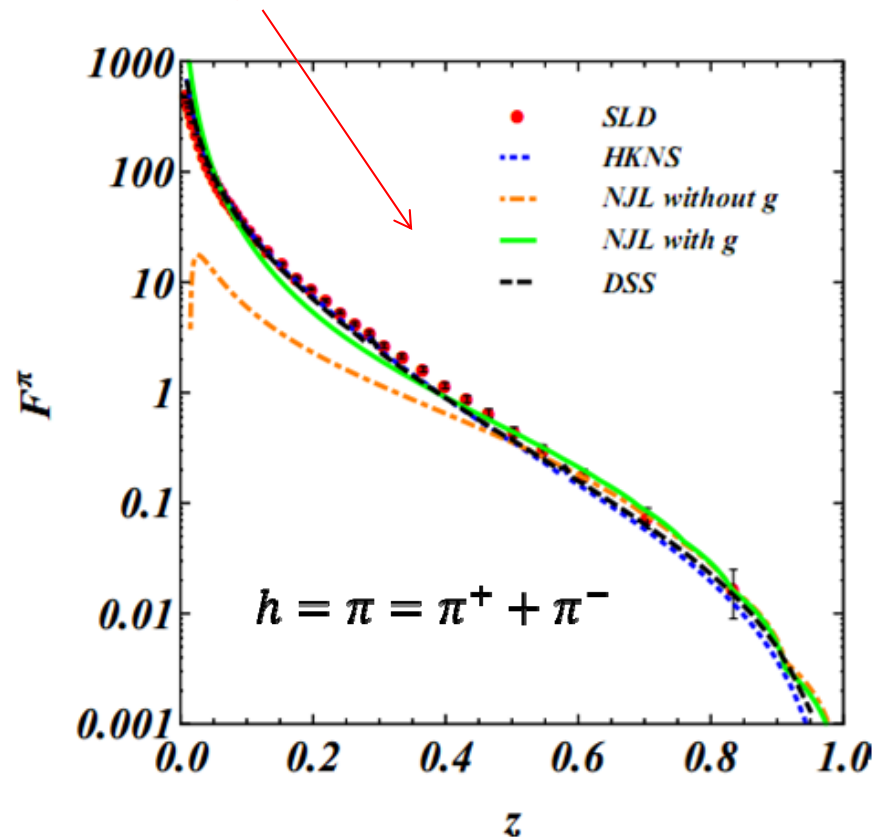 1000
100
10
1
0.1
0.01
0.001
F^π
SLD
HKNS
NJL without g
NJL with g
DSS
h = π = π⁺ + π⁻
0.0 0.2 0.4 0.6 0.8 1.0
z